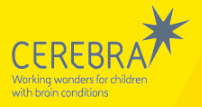 CEREBRA
Working wonders for children
with brain conditions